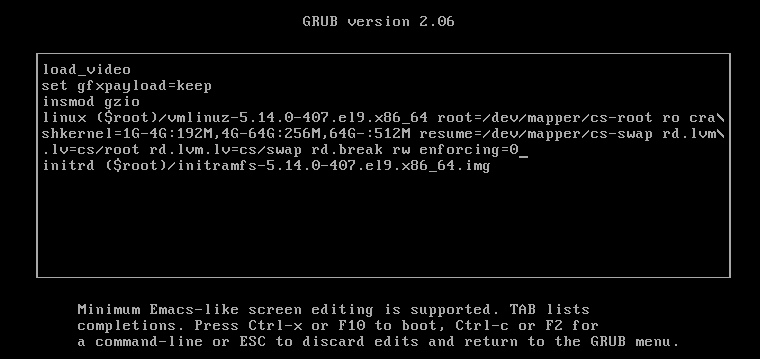 GRUB version 2.06
load_video
set gfxpayload=keep
insmod gzio
linux ($root)/vmlinuz-5.14.0-407.el9.x86_64 root=/dev/mapper/cs-root ro cra\
shkernel=1G-4G:192M,4G-64G:256M,64G-:512M resume=/dev/mapper/cs-swap rd.lvm\
.lv=cs/root rd.lvm.lv=cs/swap rd.break rw enforcing=0_
initrd ($root)/initramfs-5.14.0-407.el9.x86_64.img
Minimum Emacs-like screen editing is supported. TAB lists
completions. Press Ctrl-x or F10 to boot, Ctrl-c or F2 for
a command-line or ESC to discard edits and return to the GRUB menu.